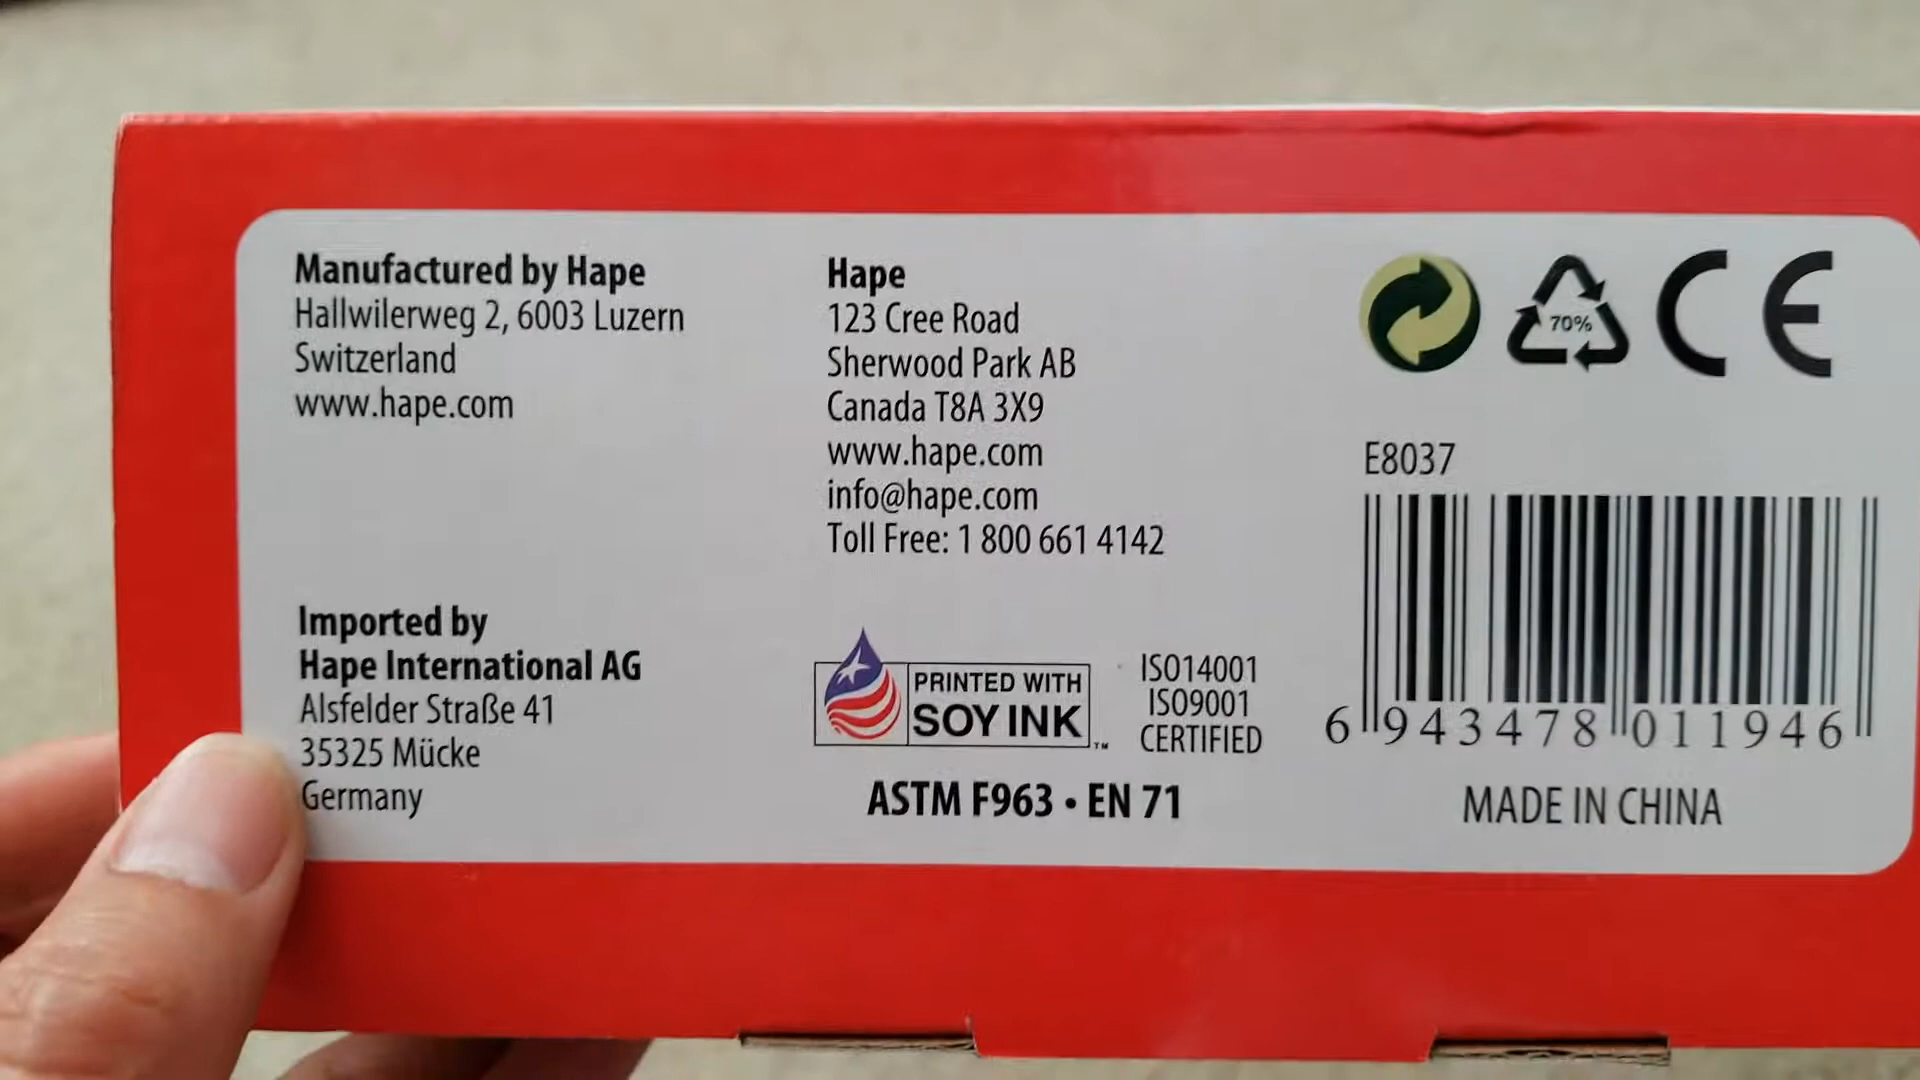 Manufactured by Hape
Hallwilerweg 2, 6003 Luzern
Switzerland
www.hape.com
Imported by
Hape International AG
Alsfelder Straße 41
35325 Mücke
Germany
Hape
123 Cree Road
Sherwood Park AB
Canada T8A 3X9
www.hape.com
info@hape.com
Toll Free: 1 800 661 4142
PRINTED WITH
SOY INK™
ISO14001
ISO9001
CERTIFIED
ASTM F963 • EN 71
70%
CE
E8037
6 943478 011946
MADE IN CHINA